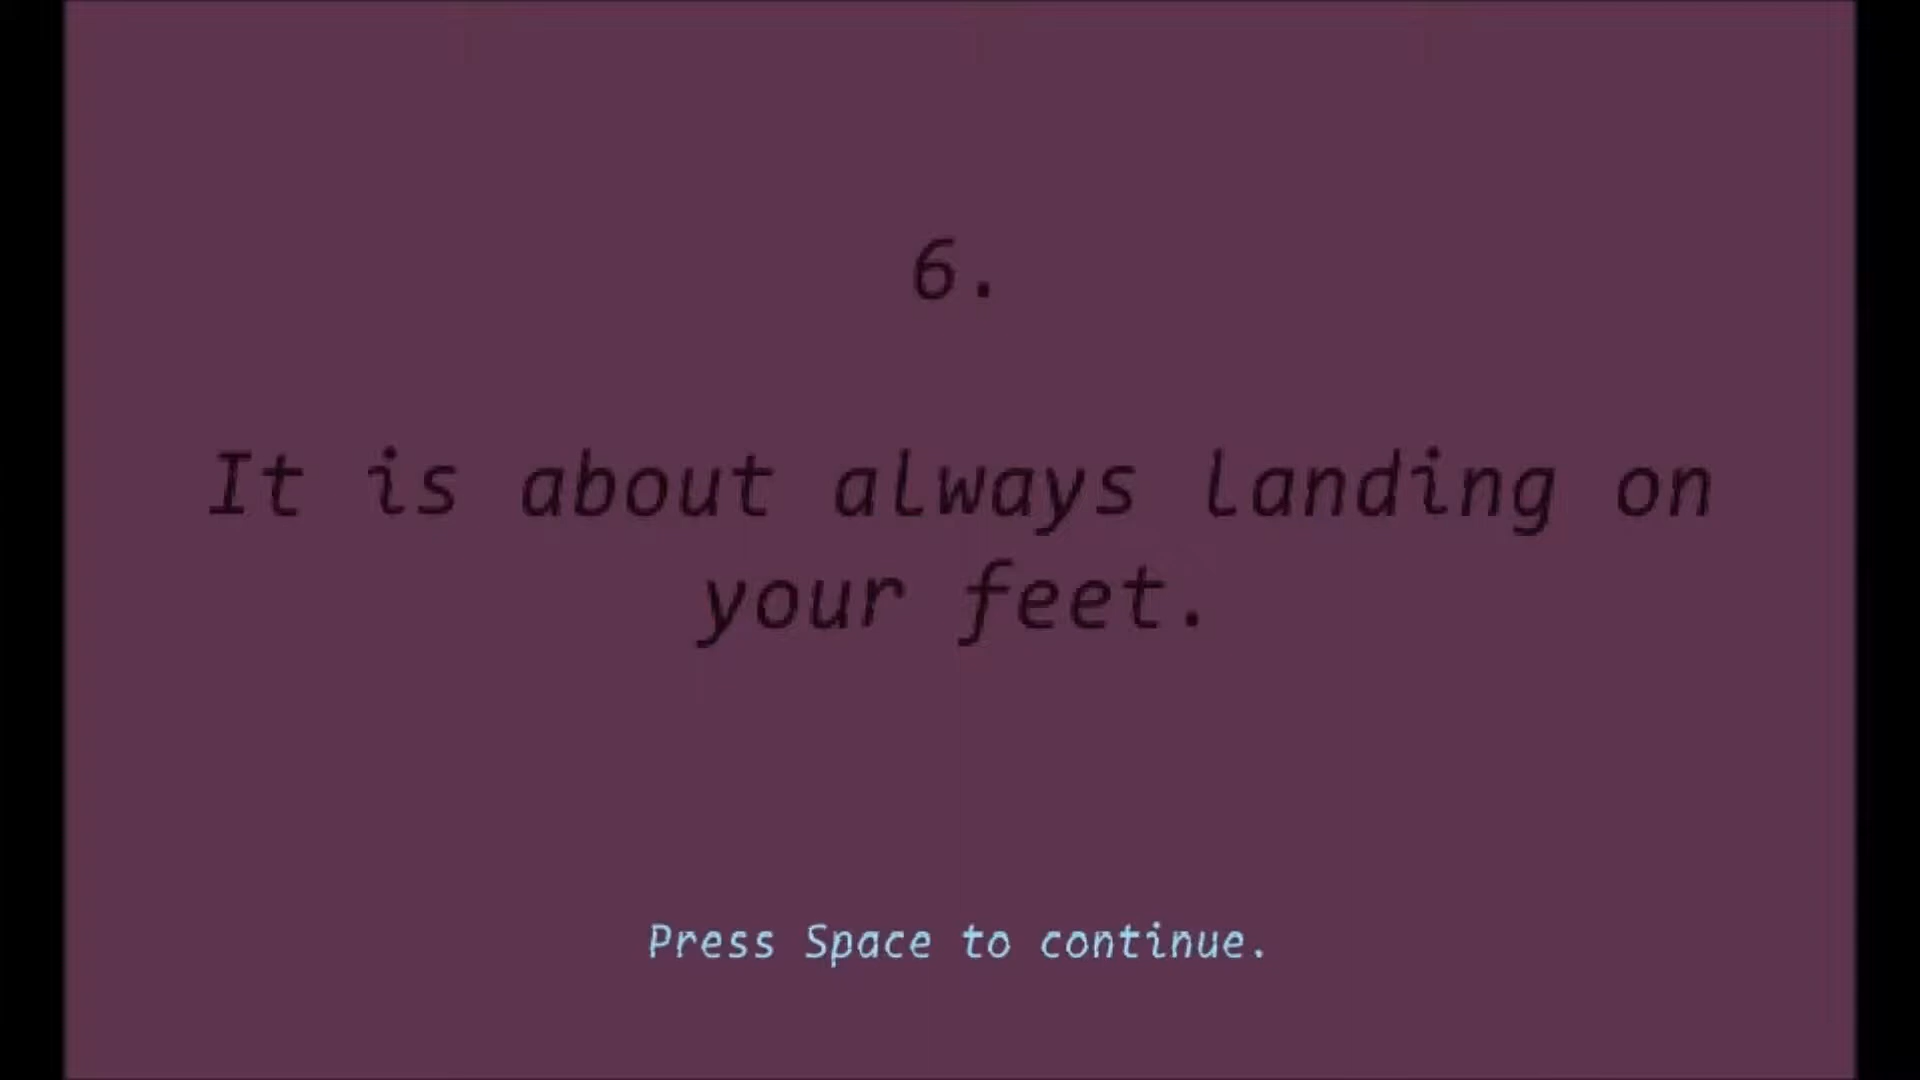 6.
It is about always landing on
your feet.
Press Space to continue.